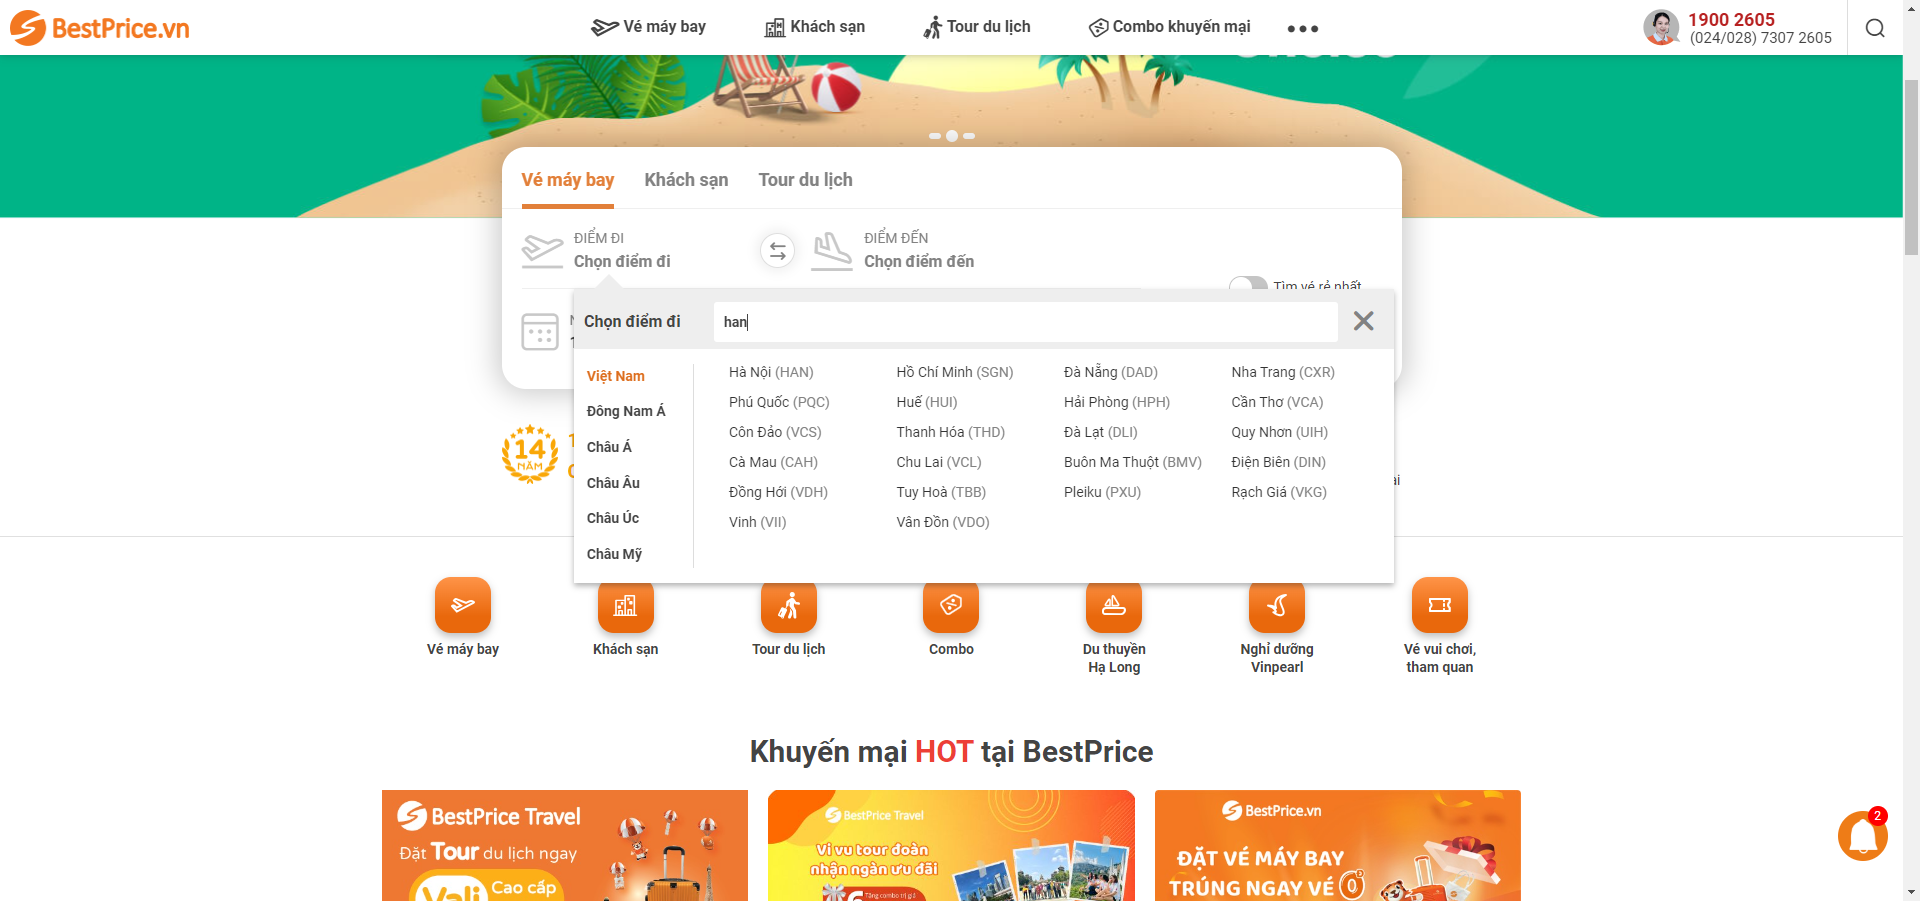 BestPrice.vn
Vé máy bay
Khách sạn
Tour du lịch
Combo khuyến mại
1900 2605
(024/028) 7307 2605
Vé máy bay
Khách sạn
Tour du lịch
ĐIỂM ĐI
Chọn điểm đi
ĐIỂM ĐẾN
Chọn điểm đến
Tìm vé rẻ nhất
Chọn điểm đi
han
Việt Nam
Đông Nam Á
Châu Á
Châu Âu
Châu Úc
Châu Mỹ
Hà Nội (HAN)
Hồ Chí Minh (SGN)
Đà Nẵng (DAD)
Nha Trang (CXR)
Phú Quốc (PQC)
Huế (HUI)
Hải Phòng (HPH)
Cần Thơ (VCA)
Côn Đảo (VCS)
Thanh Hóa (THD)
Đà Lạt (DLI)
Quy Nhơn (UIH)
Cà Mau (CAH)
Chu Lai (VCL)
Buôn Ma Thuột (BMV)
Điện Biên (DIN)
Đồng Hới (VDH)
Tuy Hoà (TBB)
Pleiku (PXU)
Rạch Giá (VKG)
Vinh (VII)
Vân Đồn (VDO)
14
NĂM
Vé máy bay
Khách sạn
Tour du lịch
Combo
Du thuyền
Hạ Long
Nghỉ dưỡng
Vinpearl
Vé vui chơi,
tham quan
Khuyến mại HOT tại BestPrice
BestPrice Travel
Đặt Tour du lịch ngay
Vali Cao cấp
BestPrice Travel
Vi vu tour đoàn
nhận ngàn ưu đãi
Tặng combo trị giá
BestPrice.vn
ĐẶT VÉ MÁY BAY
TRÚNG NGAY VÉ 0
2